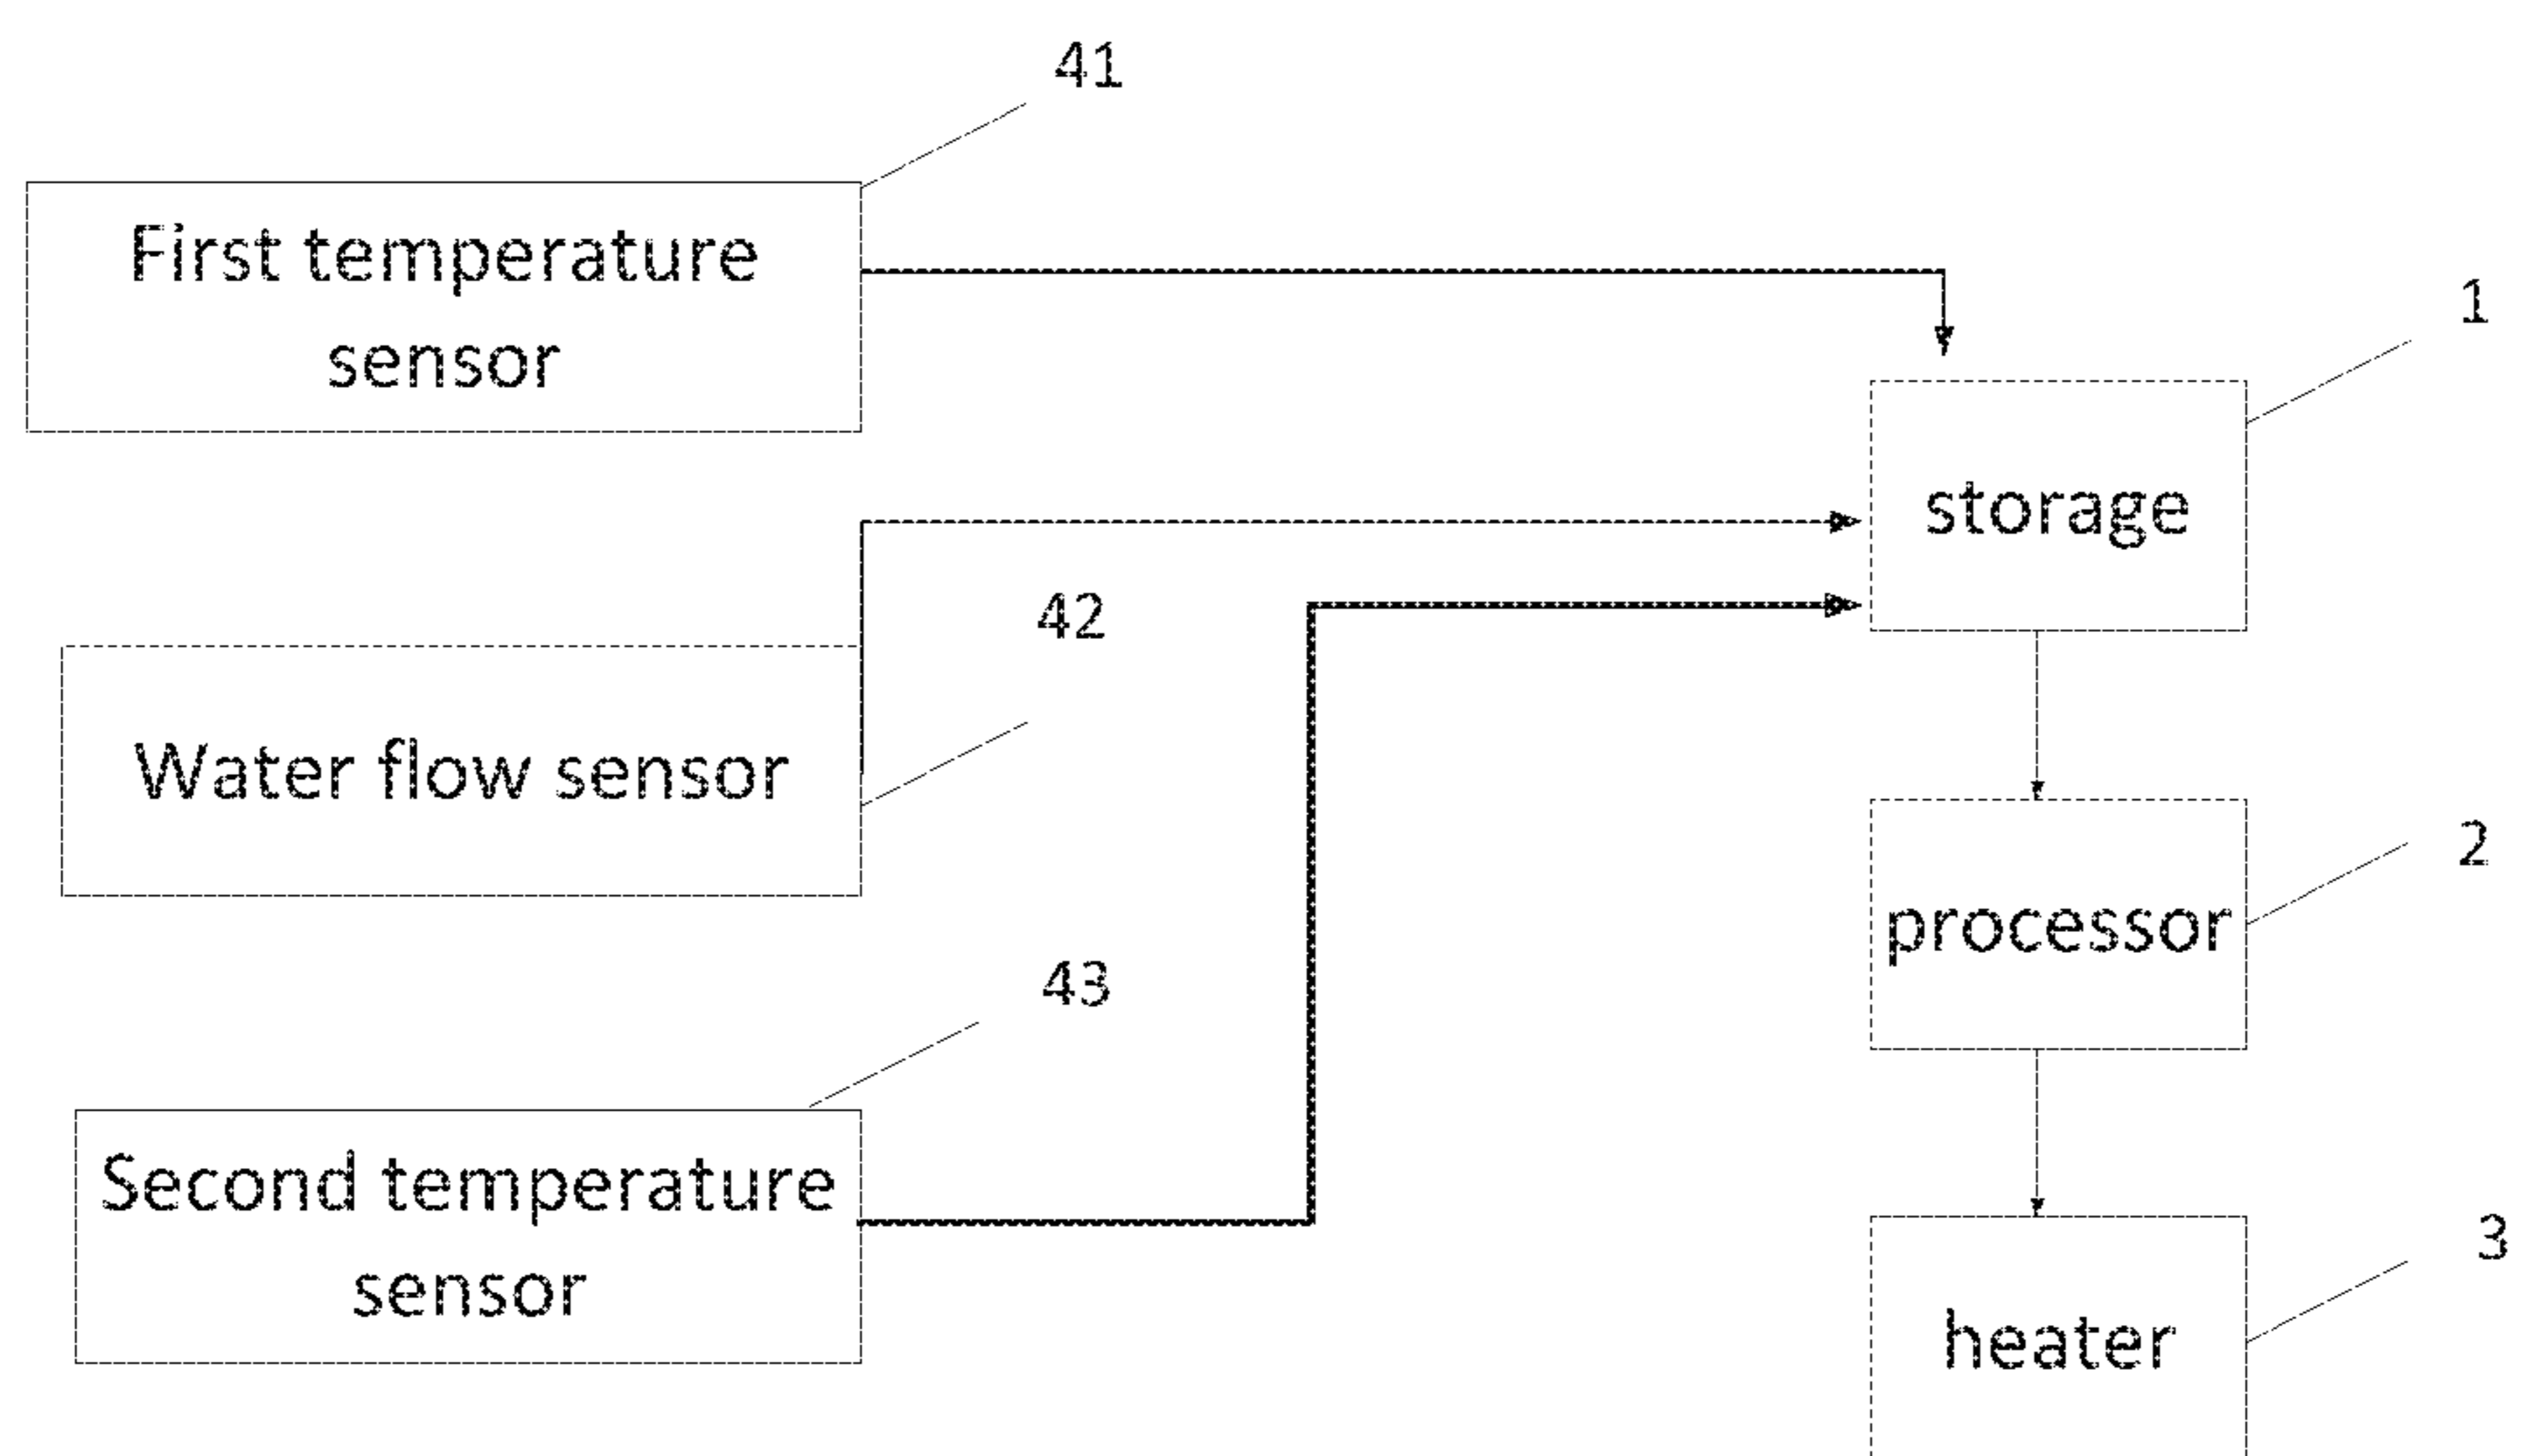 41
First temperature
sensor
1
storage
42
Water flow sensor
2
processor
43
Second temperature
sensor
3
heater